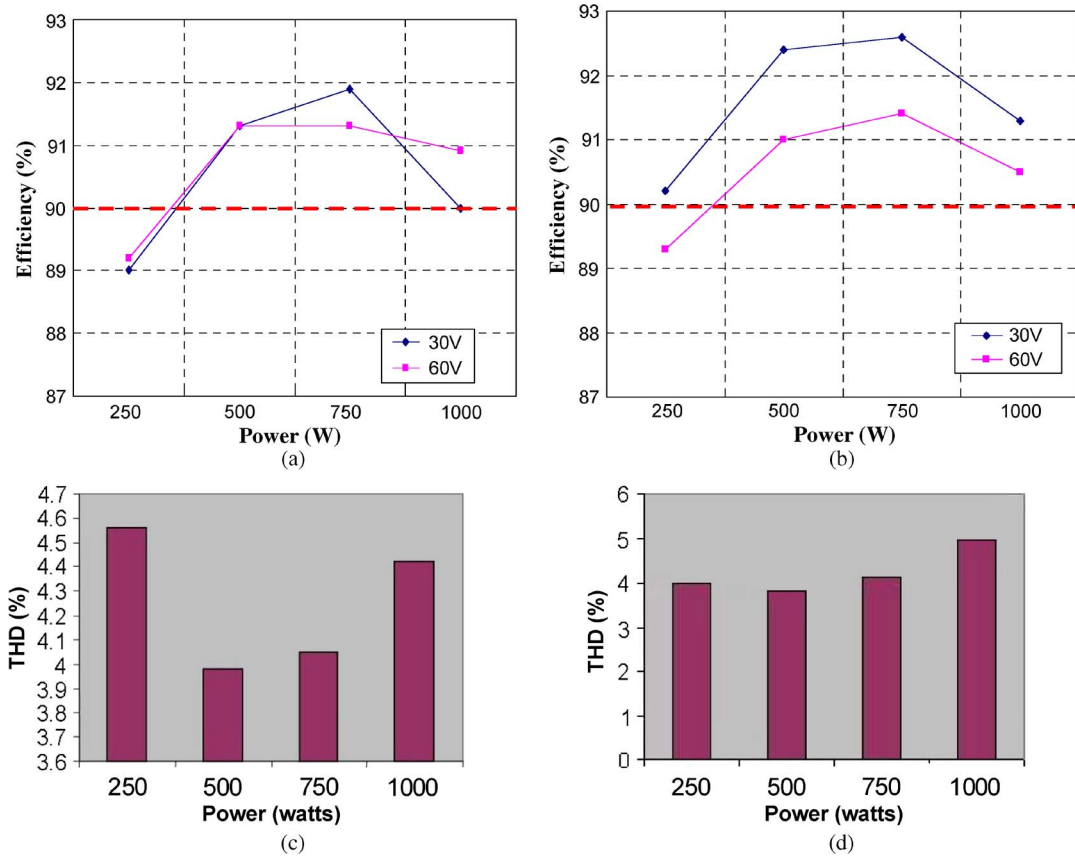 93
92
91
90
89
88
87
Efficiency (%)
30V
60V
250 500 750 1000
Power (W)
(a)
93
92
91
90
89
88
87
Efficiency (%)
30V
60V
250 500 750 1000
Power (W)
(b)
4.7
4.6
4.5
4.4
4.3
4.2
4.1
4
3.9
3.8
3.7
3.6
THD (%)
250 500 750 1000
Power (watts)
(c)
6
5
4
3
2
1
0
THD (%)
250 500 750 1000
Power (watts)
(d)